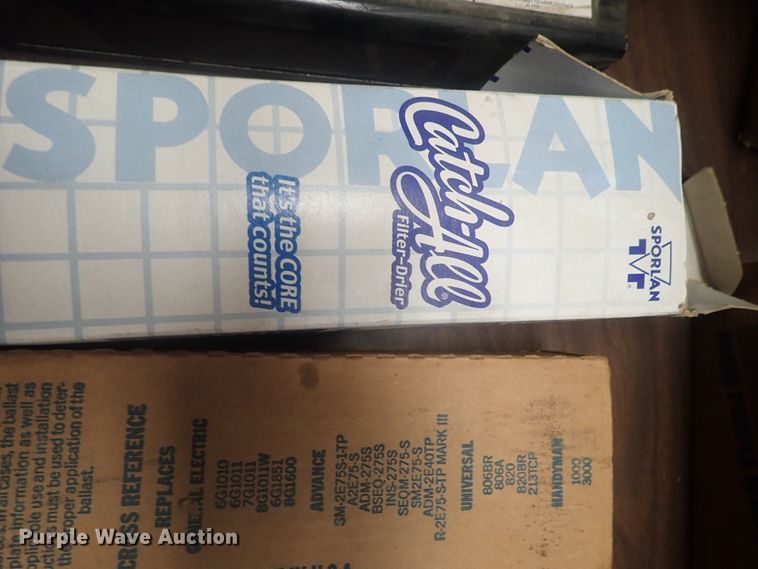 SPORLAN
Catch-All®
Filter-Drier
It's the CORE
that counts!
SPORLAN
the ballast
information as well as
use and installation
must be used to deter-
proper application of the
ballast.
CROSS REFERENCE
REPLACES
GENERAL ELECTRIC
6G1010
6G1011
7G1011
8G1011W
6G1851
8G1600
ADVANCE
SM-2E75S-1-TP
A2E75-S
ADM-275S
BSEQ-275S
INS-275S
SEQM-275-S
SM2E75-S
ADM-2E40TP
R-2E75-S-TP MARK III
UNIVERSAL
806BR
806A
820
820BR
213TCP
HANDYMAN
1000
3000
Purple Wave Auction